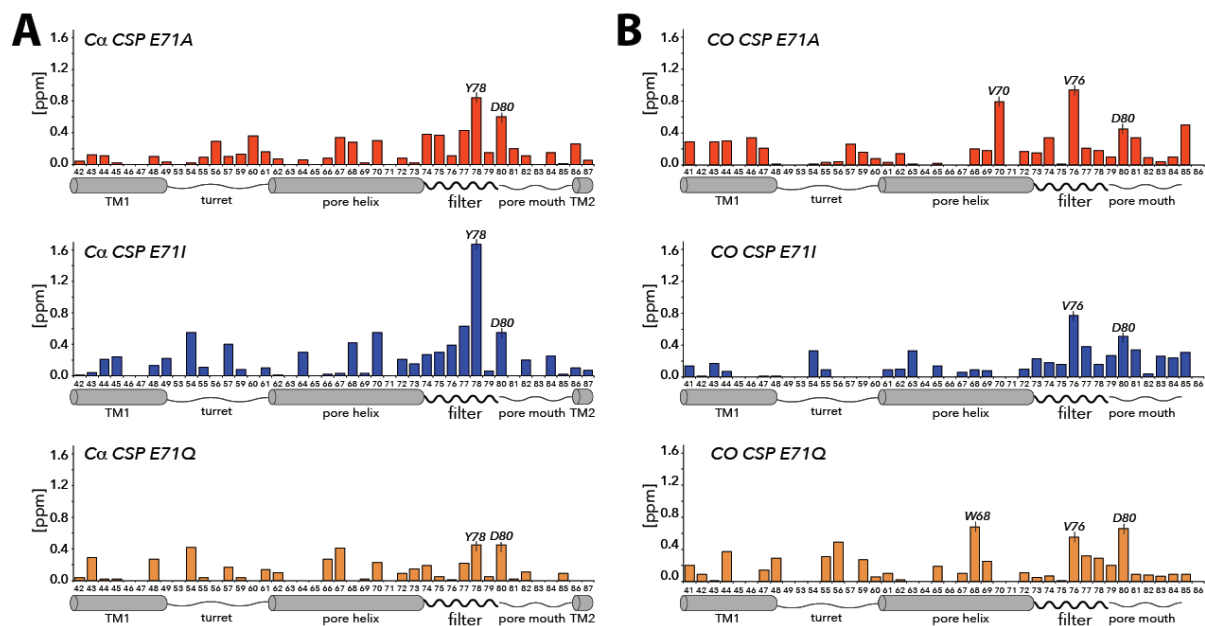 A
B
Cα CSP E71A
CO CSP E71A
[ppm]
1.6
1.2
0.8
0.4
0.0
Y78
D80
42 43 44 45 46 47 48 49 53 54 55 56 57 59 60 61 62 63 64 65 66 67 68 69 70 71 72 73 74 75 76 77 78 79 80 81 82 83 84 85 86 87
TM1 turret pore helix filter pore mouth TM2
[ppm]
1.6
1.2
0.8
0.4
0.0
V70
V76
D80
41 42 43 44 45 46 47 48 49 53 54 55 56 57 59 60 61 62 63 64 65 66 67 68 69 70 71 72 73 74 75 76 77 78 79 80 81 82 83 84 85 86
TM1 turret pore helix filter pore mouth
Cα CSP E71I
CO CSP E71I
[ppm]
1.6
1.2
0.8
0.4
0.0
Y78
D80
42 43 44 45 46 47 48 49 53 54 55 56 57 59 60 61 62 63 64 65 66 67 68 69 70 71 72 73 74 75 76 77 78 79 80 81 82 83 84 85 86 87
TM1 turret pore helix filter pore mouth TM2
[ppm]
1.6
1.2
0.8
0.4
0.0
V76
D80
41 42 43 44 45 46 47 48 49 53 54 55 56 57 59 60 61 62 63 64 65 66 67 68 69 70 71 72 73 74 75 76 77 78 79 80 81 82 83 84 85 86
TM1 turret pore helix filter pore mouth
Cα CSP E71Q
CO CSP E71Q
[ppm]
1.6
1.2
0.8
0.4
0.0
Y78
D80
42 43 44 45 46 47 48 49 53 54 55 56 57 59 60 61 62 63 64 65 66 67 68 69 70 71 72 73 74 75 76 77 78 79 80 81 82 83 84 85 86 87
TM1 turret pore helix filter pore mouth TM2
[ppm]
1.6
1.2
0.8
0.4
0.0
W68
V76
D80
41 42 43 44 45 46 47 48 49 53 54 55 56 57 59 60 61 62 63 64 65 66 67 68 69 70 71 72 73 74 75 76 77 78 79 80 81 82 83 84 85 86
TM1 turret pore helix filter pore mouth